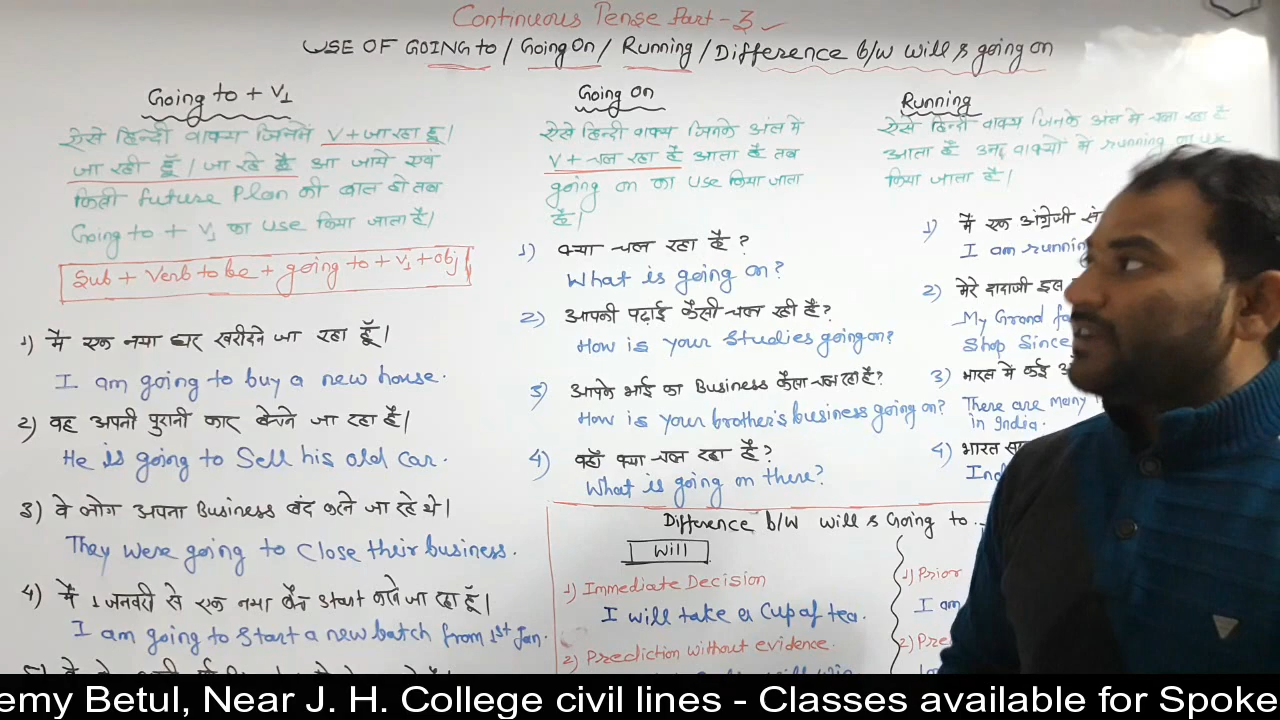 Continuous Tense Part-3
USE OF GOING to / Going On / Running / Difference b/w will & going on
Going to + V1
ऐसे हिन्दी वाक्य जिनमें V + जा रहा हूँ।
जा रही हूँ / जा रहे है आ जाये एवं
किसी future Plan की बात हो तब
Going to + V1 का use किया जाता है।
Sub + Verb to be + going to + V1 + obj
1) मैं एक नया घर खरीदने जा रहा हूँ।
I am going to buy a new house.
2) वह अपनी पुरानी कार बेचने जा रहा है।
He is going to Sell his old car.
3) वे लोग अपना Business बंद करने जा रहे थे।
They were going to close their business.
4) मैं 1 जनवरी से एक नया बैच Start करने जा रहा हूँ।
I am going to start a new batch from 1st Jan.
Going on
ऐसे हिन्दी वाक्य जिनके अंत में
V + चल रहा है आता है तब
going on का use किया जाता
है।
1) क्या चल रहा है?
What is going on?
2) आपकी पढ़ाई कैसी चल रही है?
How is your studies going on?
3) आपके भाई का Business कैसा चल रहा है?
How is your brother's business going on?
4) वहाँ क्या चल रहा है?
What is going on there?
Running
ऐसे हिन्दी वाक्य जिनके अंत में चला रहा है
आता है उन वाक्यों में running का use
किया जाता है।
1) मैं एक अंग्रेजी
I am running
2) मेरे दादाजी इस
My Grand
Shop Since
3) भारत में कई
There are many
in India.
4) भारत
Difference b/w will & Going to
Will
1) Immediate Decision
I will take a cup of tea.
2) Prediction without evidence.
will win
1) Prior
I am
2)
emy Betul, Near J. H. College civil lines - Classes available for Spoke